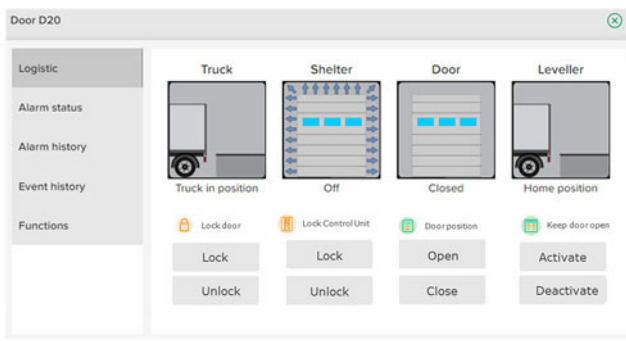 Door D20
Logistic
Alarm status
Alarm history
Event history
Functions
Truck Shelter Door Leveller
Truck in position Off Closed Home position
Lock door Lock Control Unit Door position Keep door open
Lock Lock Open Activate
Unlock Unlock Close Deactivate